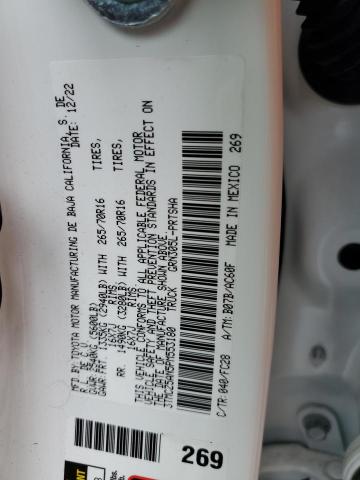 MFD. BY: TOYOTA MOTOR MANUFACTURING DE BAJA CALIFORNIA, S. DE
R.L. DE C.V. DATE: 12/22
GVWR 2540KG (5600LB)
GAWR: FRT. 1335KG (2940LB) WITH 265/70R16 TIRES,
16X7J RIMS,
RR. 1490KG (3280LB) WITH 265/70R16 TIRES,
16X7J RIMS,
THIS VEHICLE CONFORMS TO ALL APPLICABLE FEDERAL MOTOR
VEHICLE SAFETY AND THEFT PREVENTION STANDARDS IN EFFECT ON
THE DATE OF MANUFACTURE SHOWN ABOVE.
3TMCZ5AN5PM553180 TRUCK GRN305L-PRTSHA
269
C/TR: 040/FC28 A/TM: B07B/AC60F
MADE IN MEXICO
269